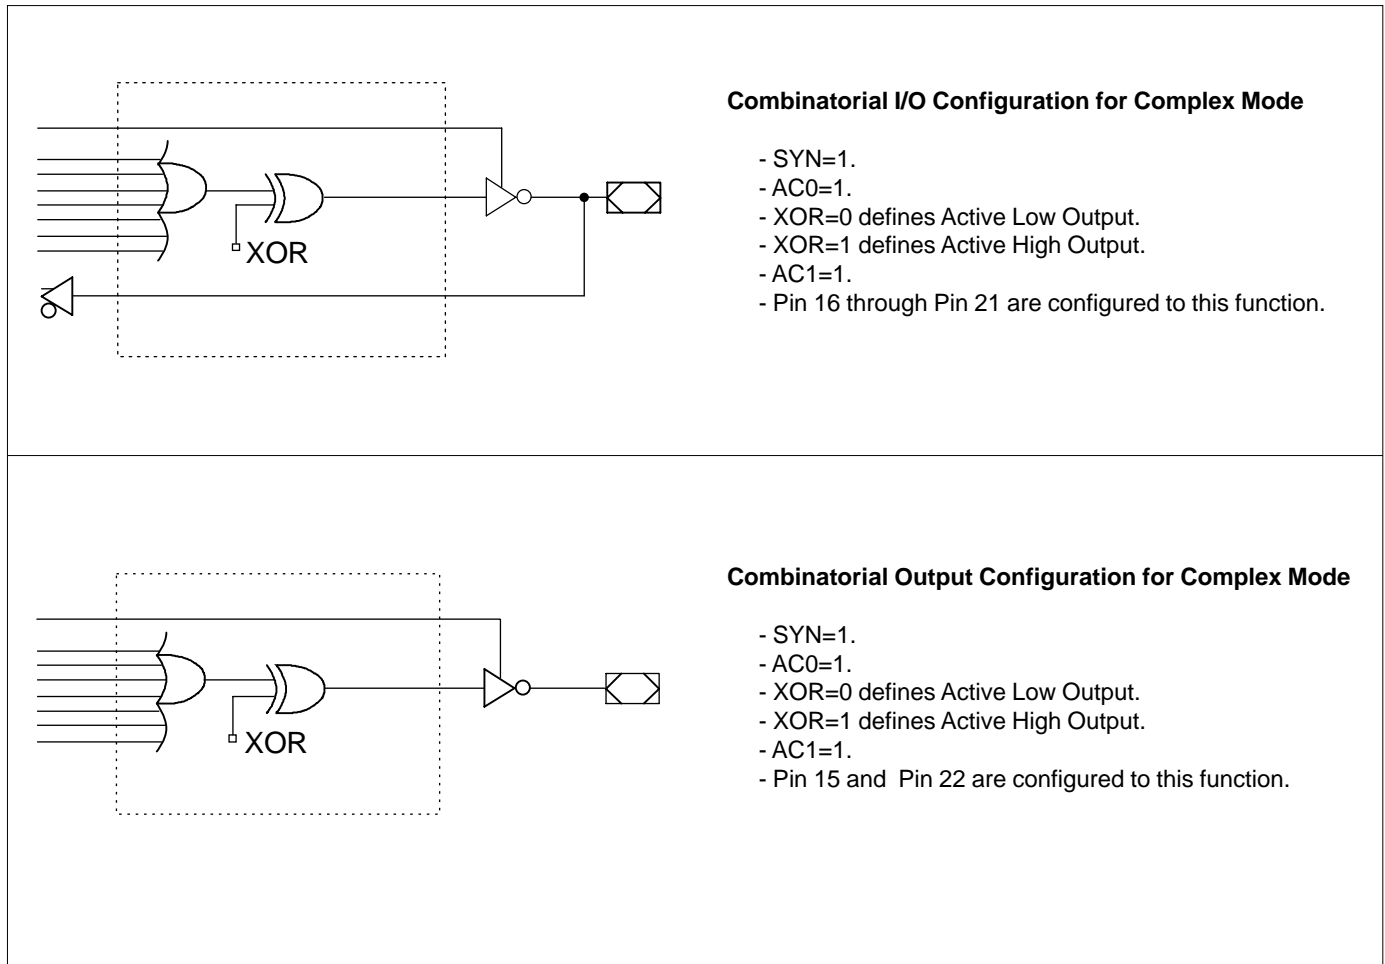 Combinatorial I/O Configuration for Complex Mode
- SYN=1.
- AC0=1.
- XOR=0 defines Active Low Output.
- XOR=1 defines Active High Output.
- AC1=1.
- Pin 16 through Pin 21 are configured to this function.
XOR
Combinatorial Output Configuration for Complex Mode
- SYN=1.
- AC0=1.
- XOR=0 defines Active Low Output.
- XOR=1 defines Active High Output.
- AC1=1.
- Pin 15 and  Pin 22 are configured to this function.
XOR